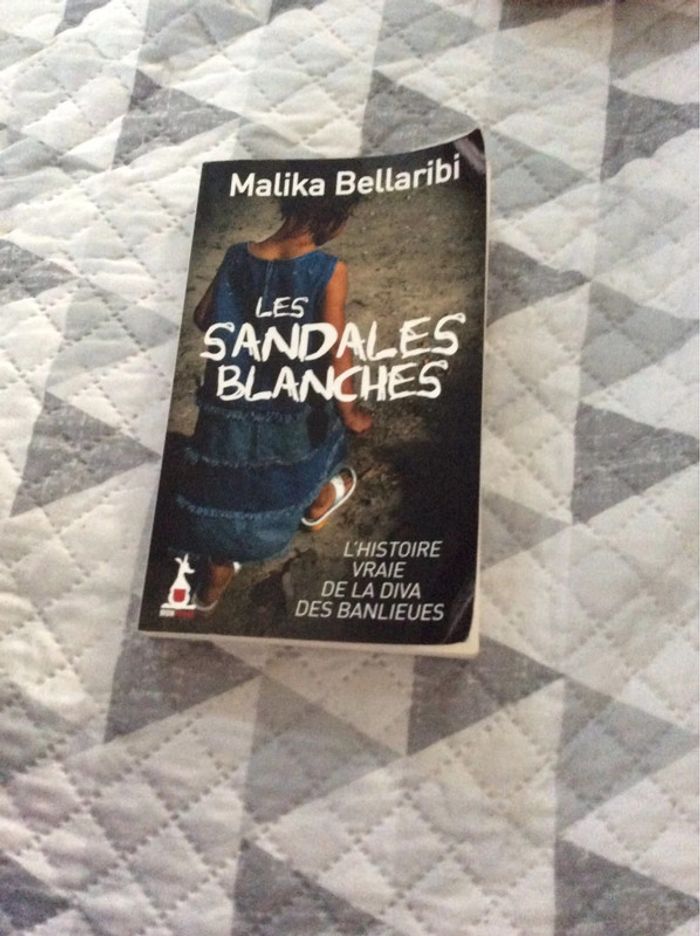 Malika Bellaribi
LES
SANDALES
BLANCHES
L'HISTOIRE
VRAIE
DE LA DIVA
DES BANLIEUES